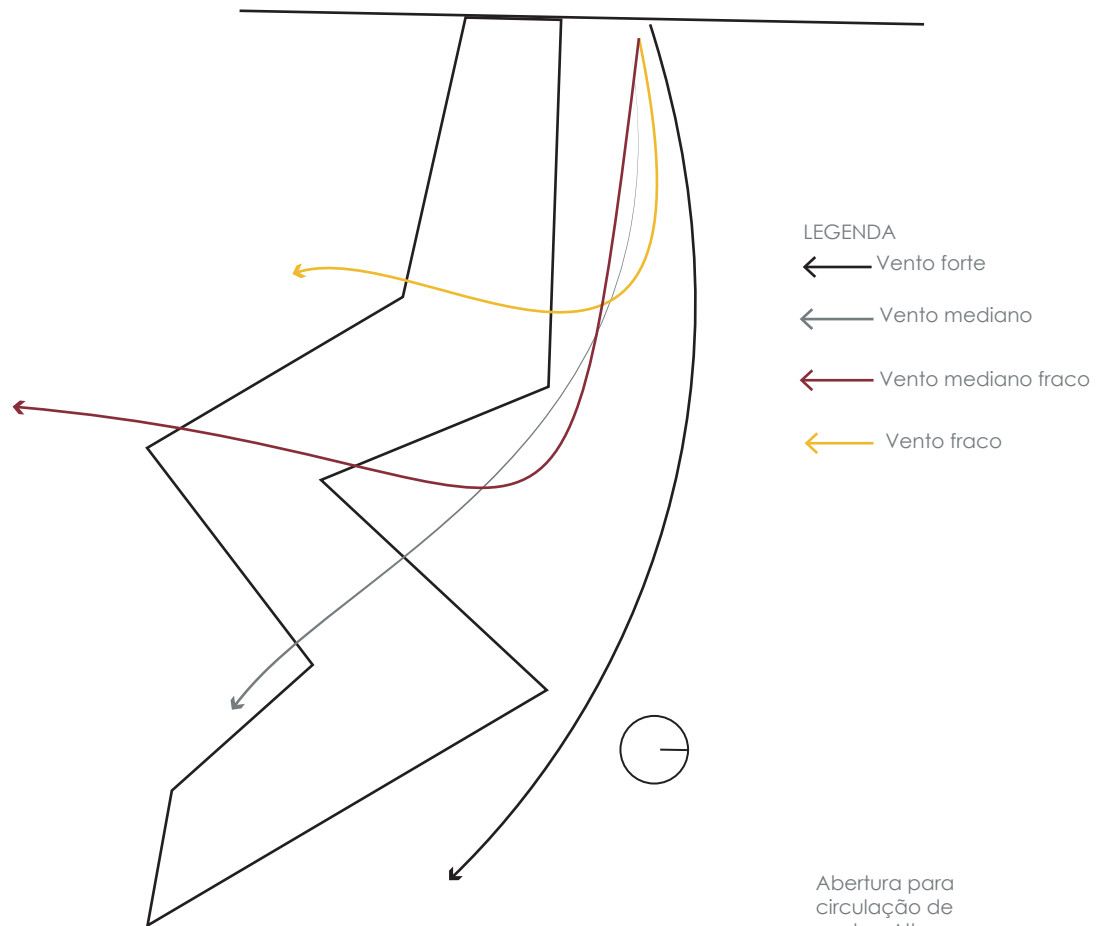 LEGENDA
Vento forte
Vento mediano
Vento mediano fraco
Vento fraco
Abertura para
circulação de